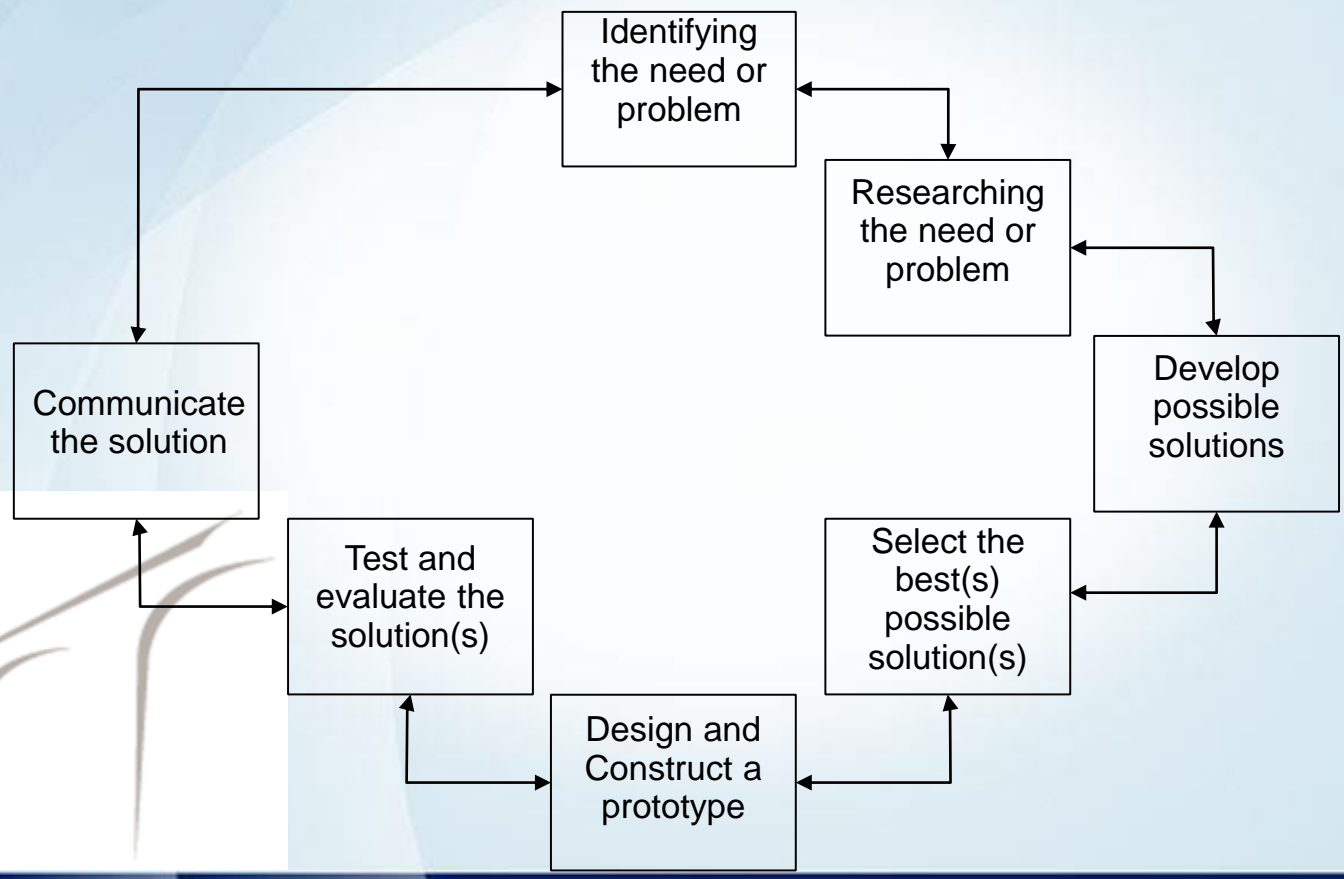 Identifying
the need or
problem
Researching
the need or
problem
Develop
possible
solutions
Select the
best(s)
possible
solution(s)
Design and
Construct a
prototype
Test and
evaluate the
solution(s)
Communicate
the solution